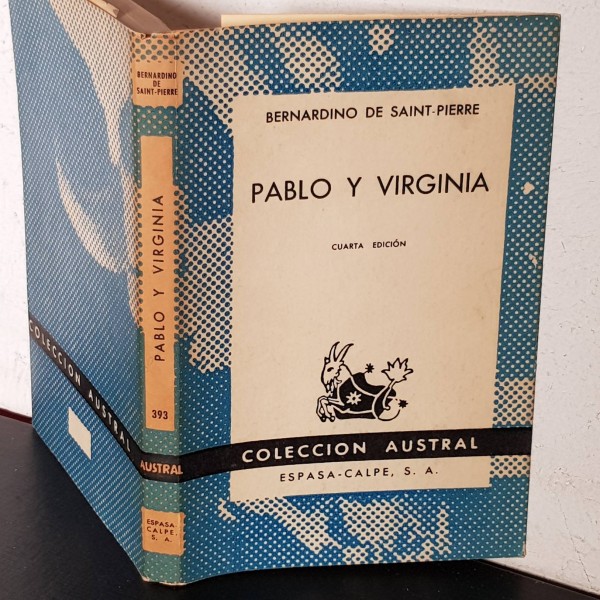 BERNARDINO DE SAINT-PIERRE
PABLO Y VIRGINIA
CUARTA EDICIÓN
COLECCION AUSTRAL
ESPASA-CALPE, S. A.
BERNARDINO
DE
SAINT-PIERRE
PABLO Y VIRGINIA
393
AUSTRAL
ESPASA
CALPE,
S. A.
COLECCION AUSTRAL